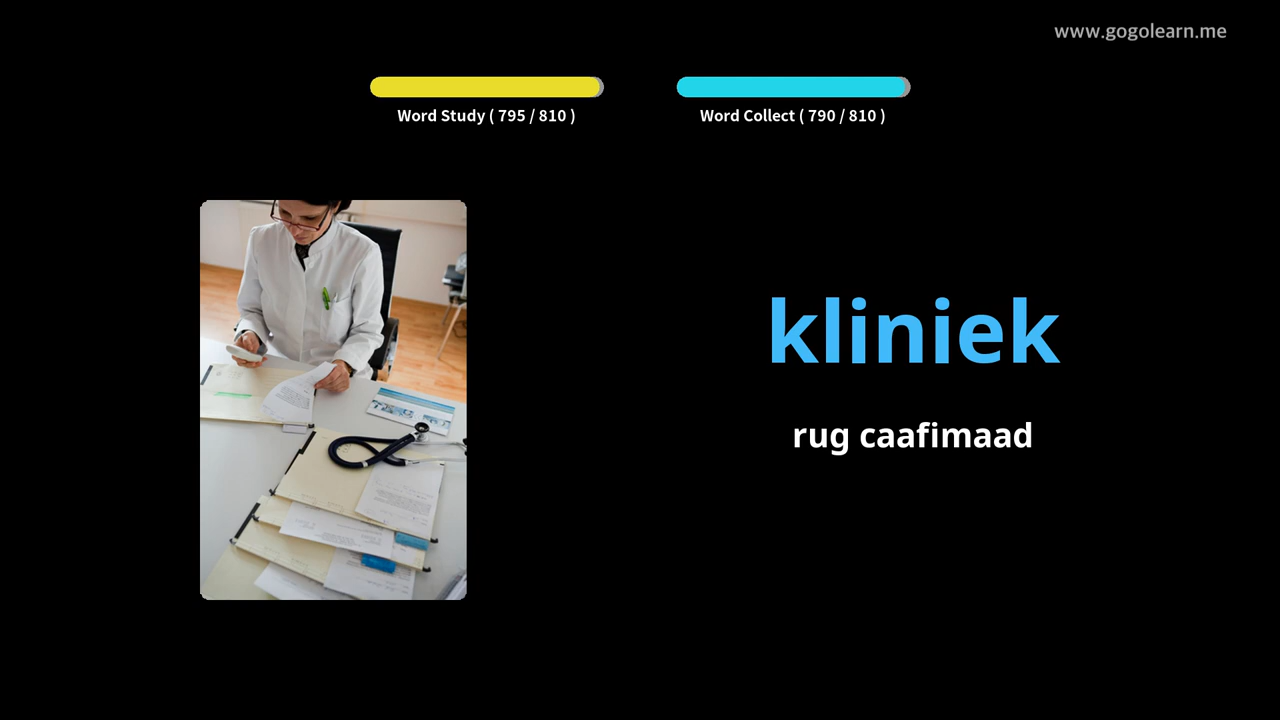 www.gogolearn.me
Word Study ( 795 / 810 )
Word Collect ( 790 / 810 )
kliniek
rug caafimaad